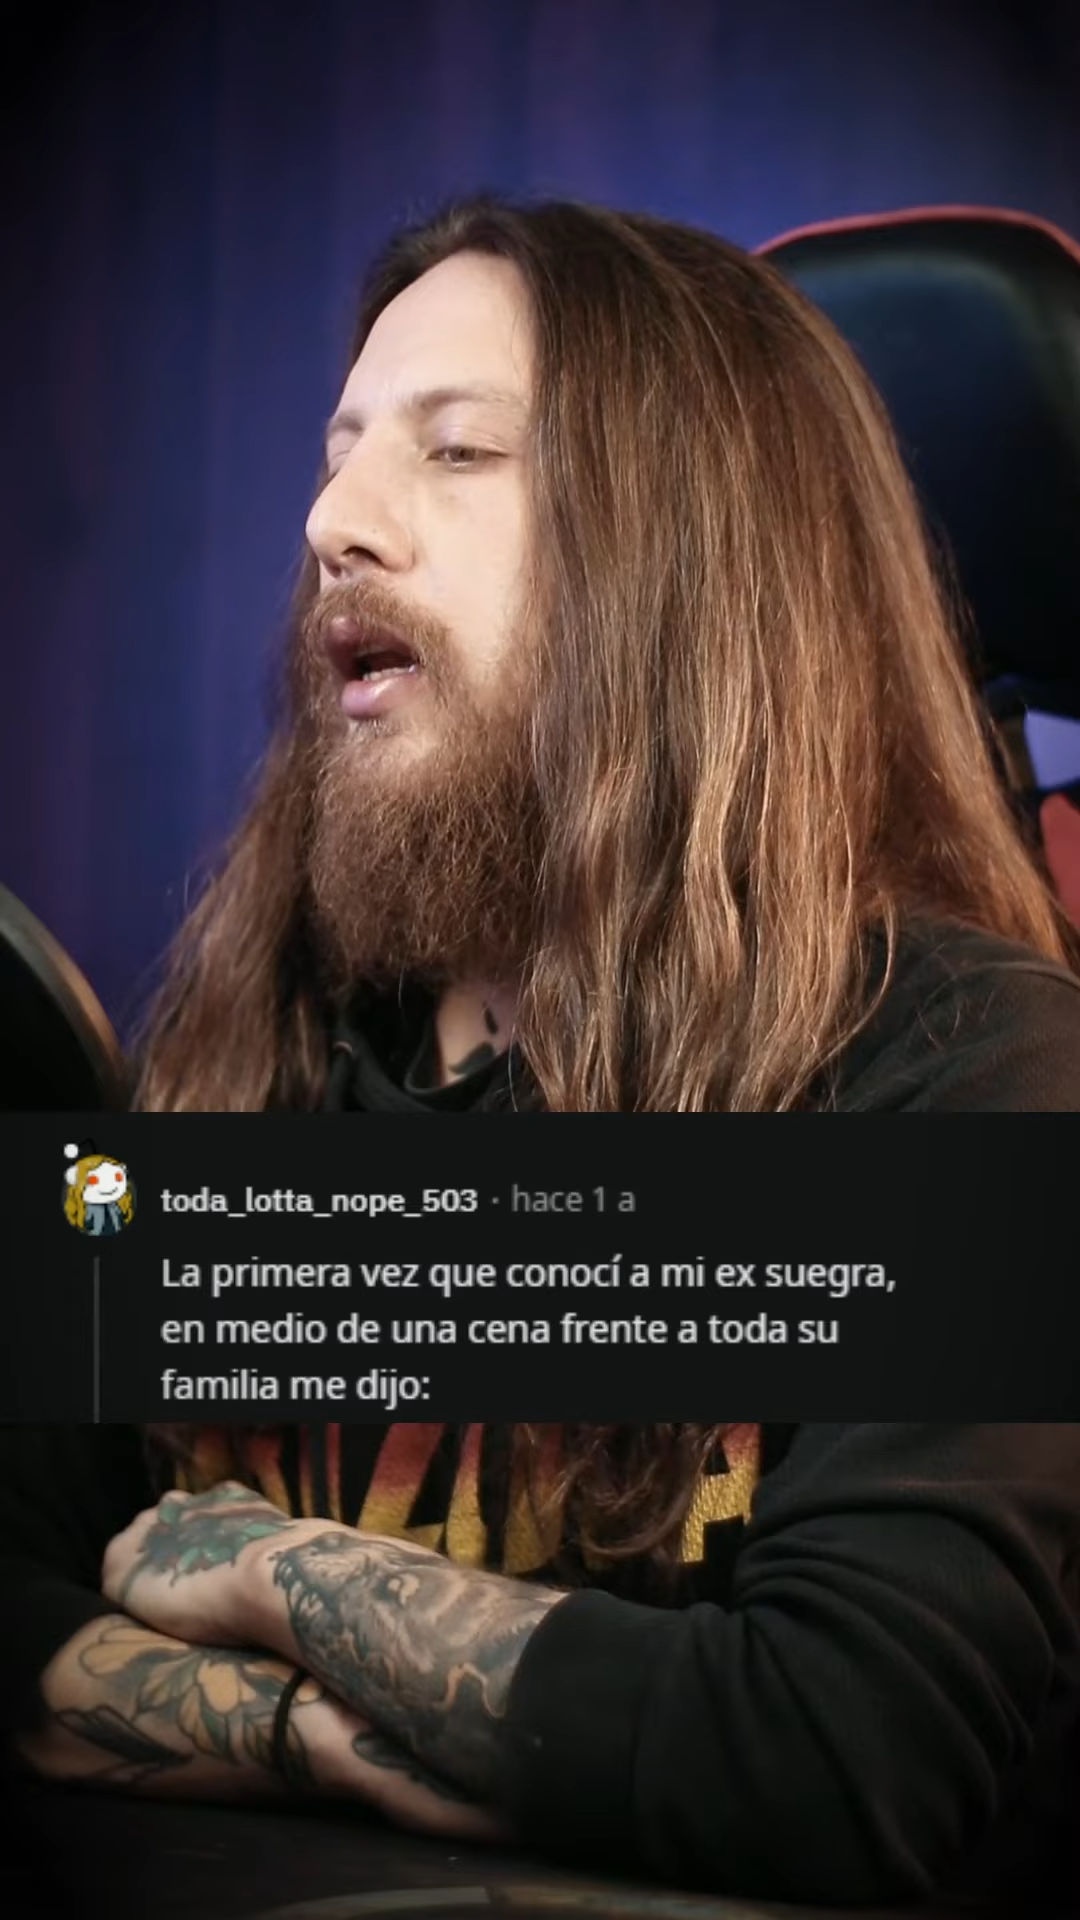 toda_lotta_nope_503 · hace 1 a
La primera vez que conocí a mi ex suegra,
en medio de una cena frente a toda su
familia me dijo: